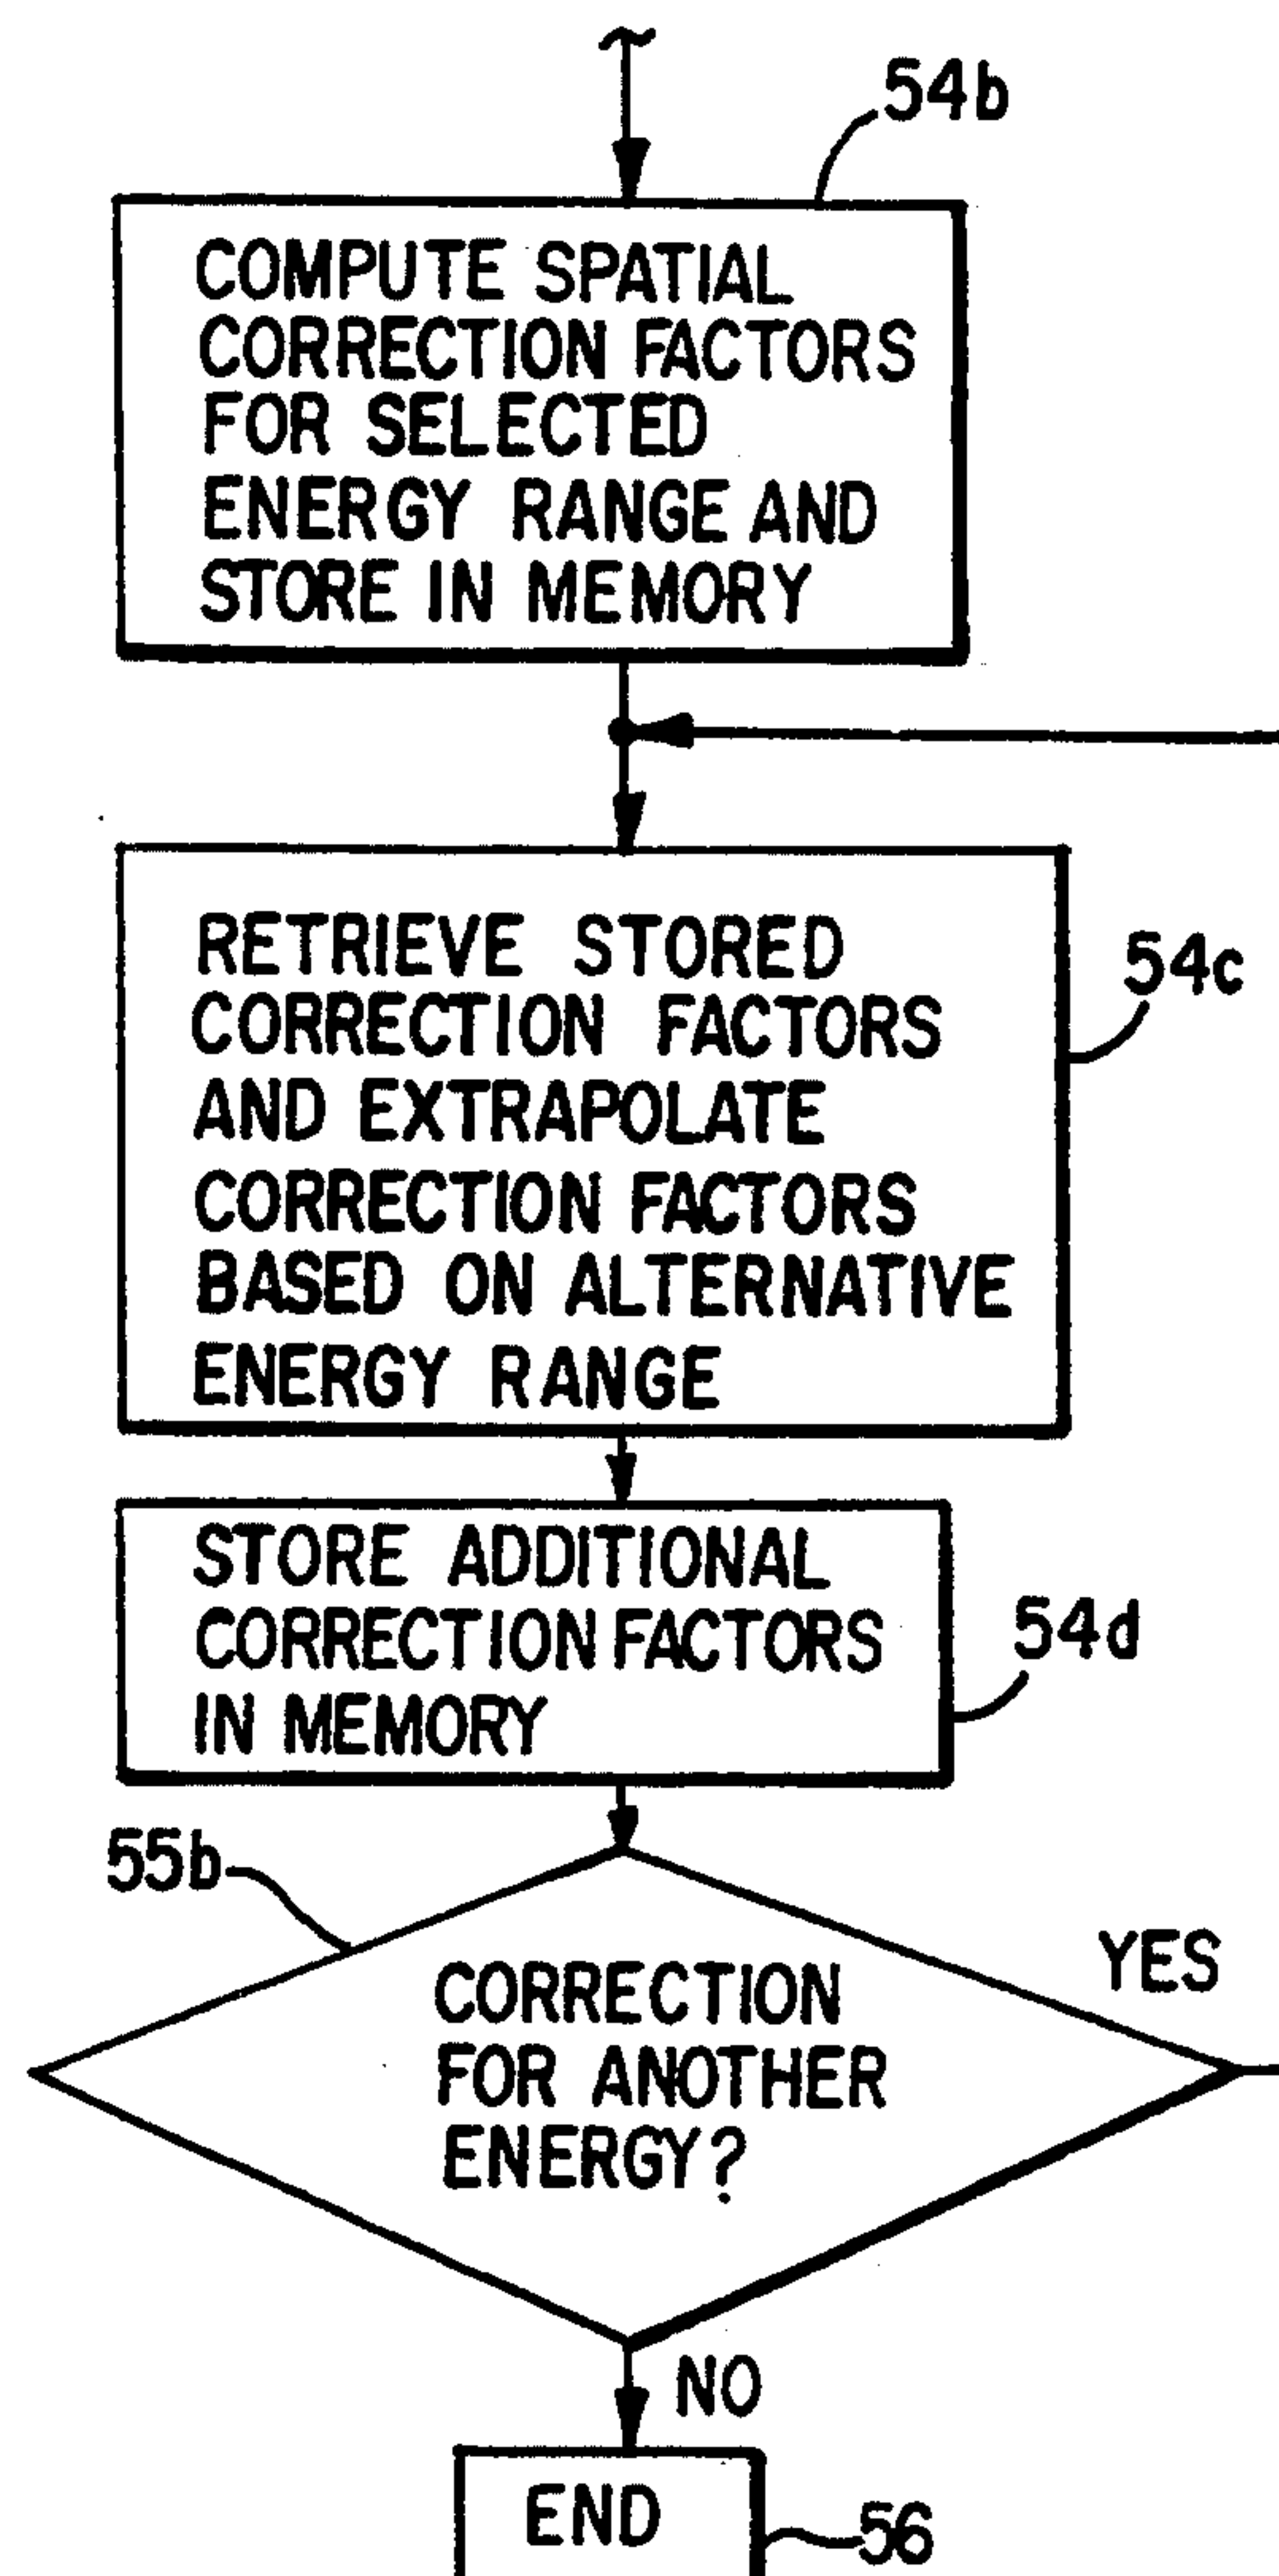 54b
COMPUTE SPATIAL
CORRECTION FACTORS
FOR SELECTED
ENERGY RANGE AND
STORE IN MEMORY
RETRIEVE STORED
CORRECTION FACTORS
AND EXTRAPOLATE
CORRECTION FACTORS
BASED ON ALTERNATIVE
ENERGY RANGE
54c
STORE ADDITIONAL
CORRECTION FACTORS
IN MEMORY
54d
55b
CORRECTION
FOR ANOTHER
ENERGY?
YES
NO
END
56